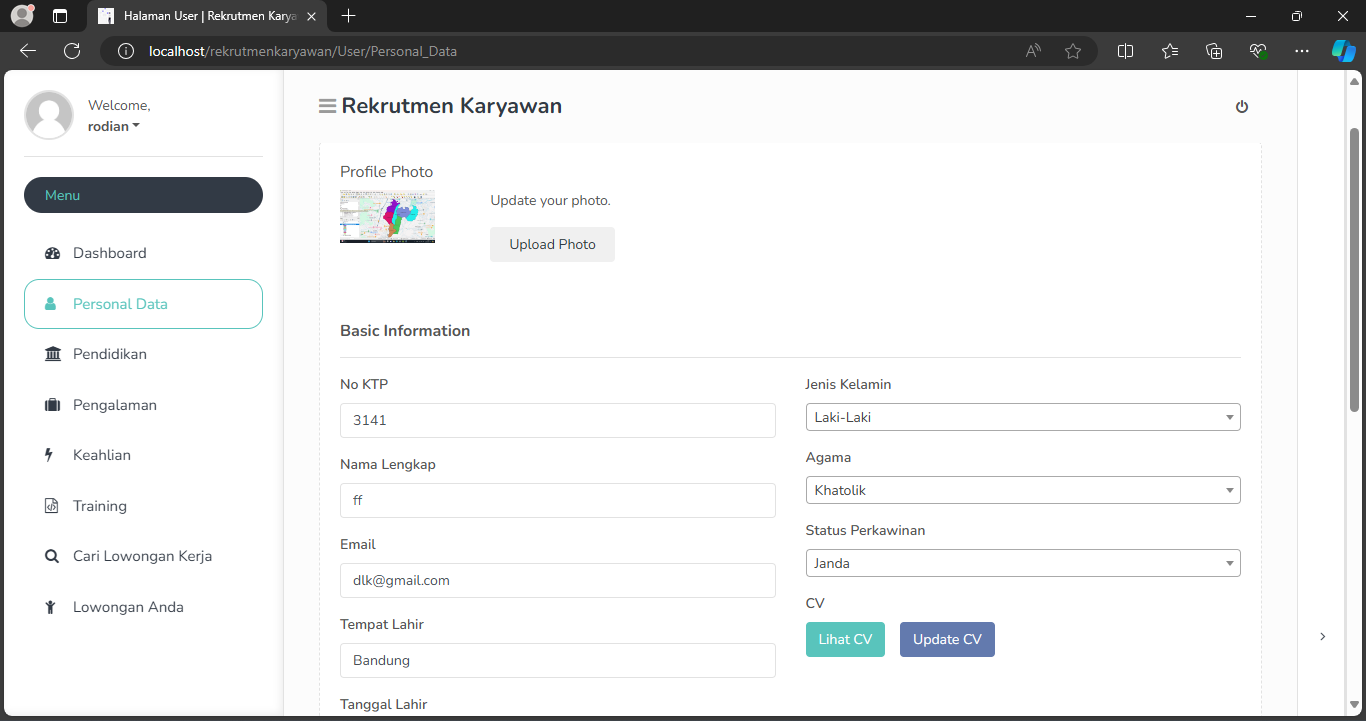 Halaman User | Rekrutmen Karya
localhost/rekrutmenkaryawan/User/Personal_Data
Welcome,
rodian
Menu
Dashboard
Personal Data
Pendidikan
Pengalaman
Keahlian
Training
Cari Lowongan Kerja
Lowongan Anda
Rekrutmen Karyawan
Profile Photo
Update your photo.
Upload Photo
Basic Information
No KTP
3141
Nama Lengkap
ff
Email
dlk@gmail.com
Tempat Lahir
Bandung
Tanggal Lahir
Jenis Kelamin
Laki-Laki
Agama
Khatolik
Status Perkawinan
Janda
CV
Lihat CV Update CV